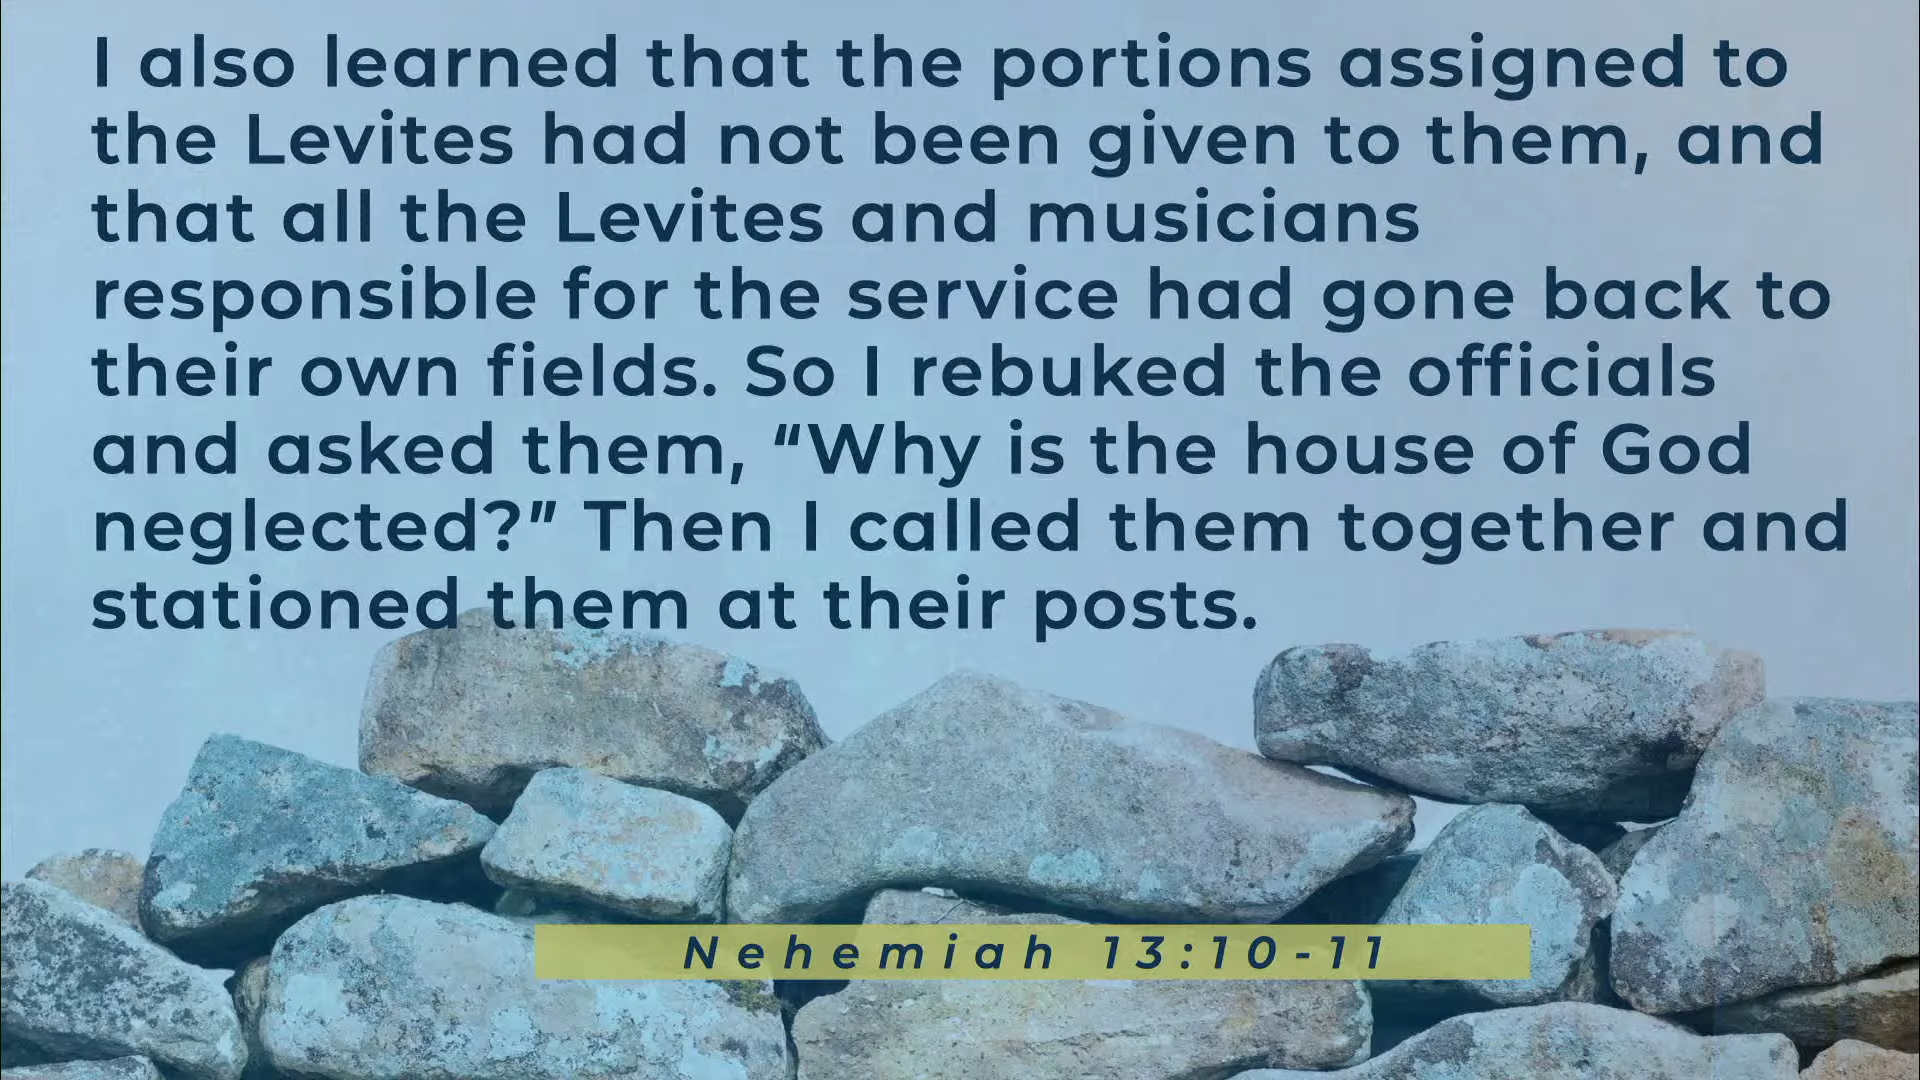 I also learned that the portions assigned to
the Levites had not been given to them, and
that all the Levites and musicians
responsible for the service had gone back to
their own fields. So I rebuked the officials
and asked them, “Why is the house of God
neglected?” Then I called them together and
stationed them at their posts.
Nehemiah 13:10-11